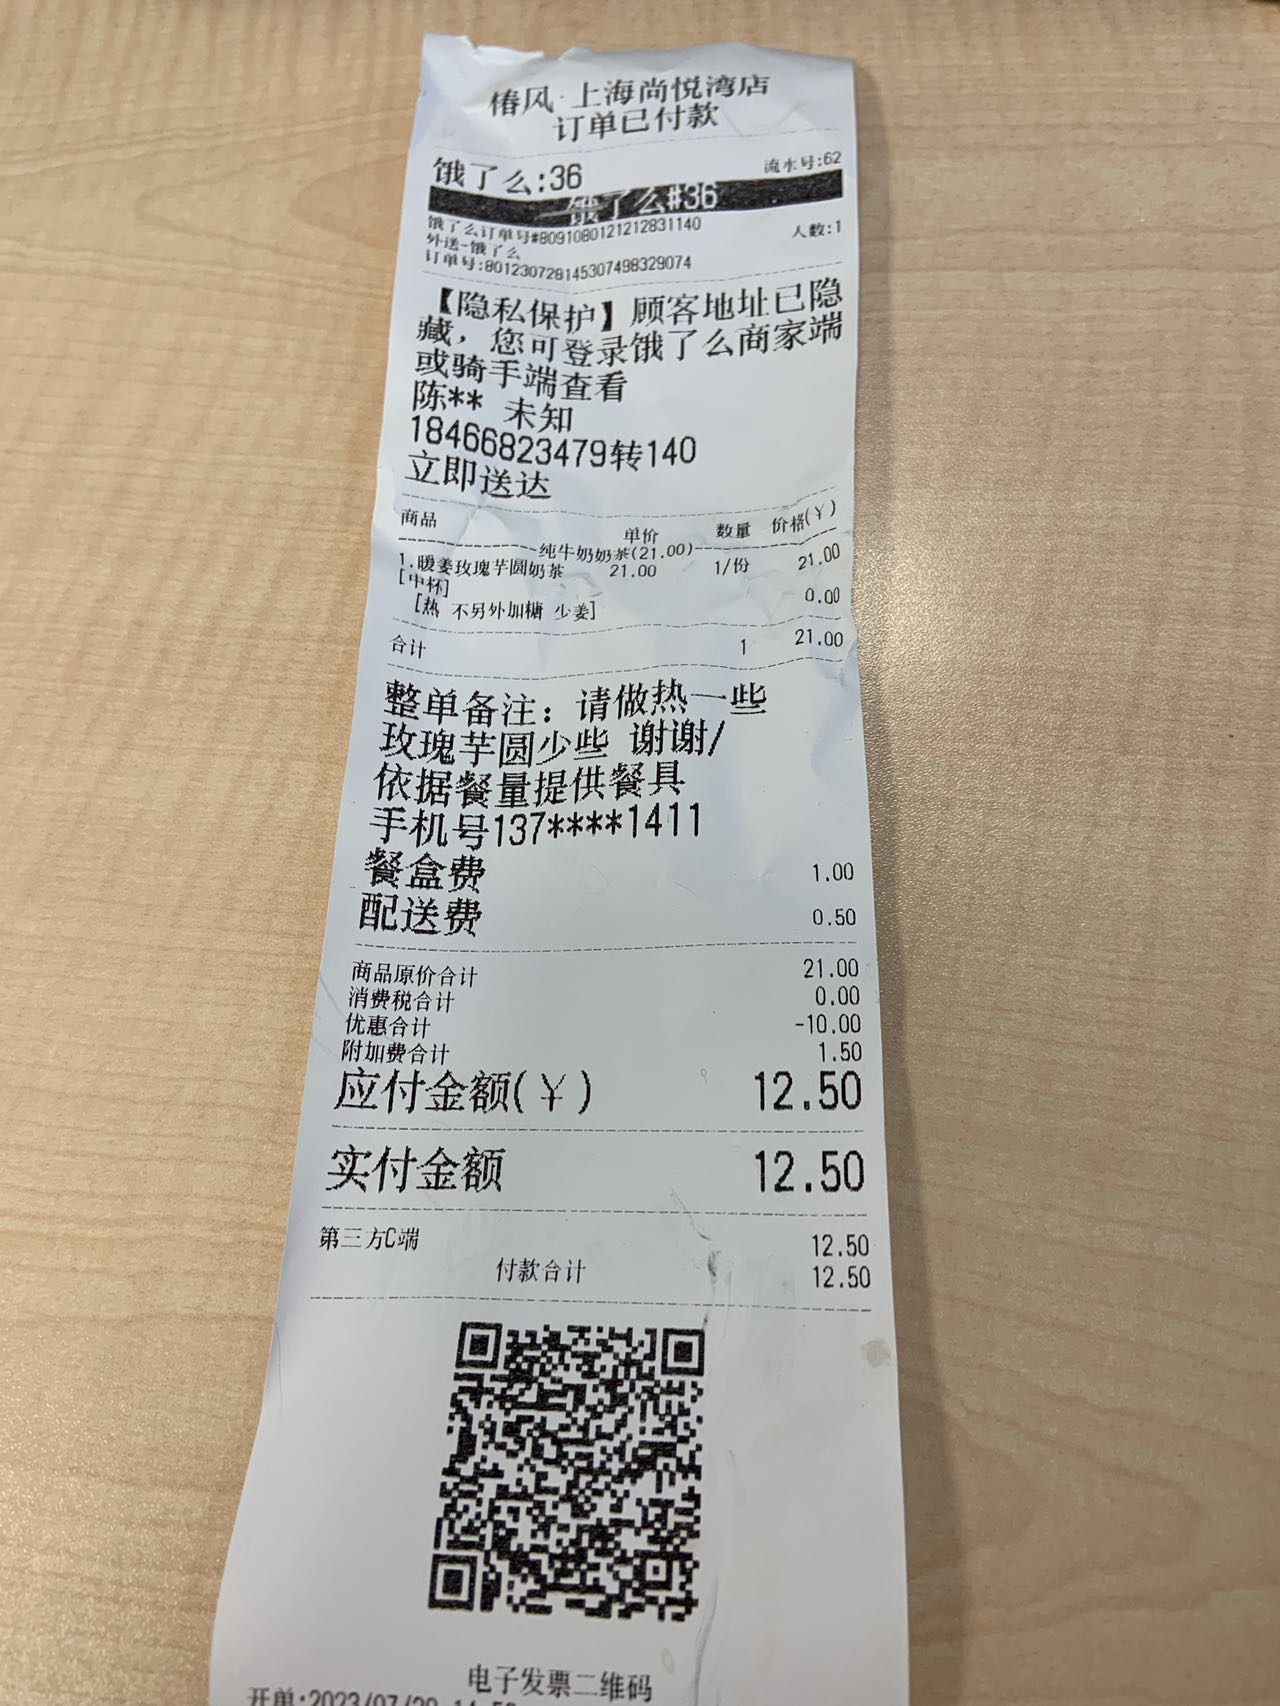 椿风·上海尚悦湾店
订单已付款
饿了么:36
流水号:62
饿了么#36
饿了么订单号#8091080121212831140
外送-饿了么
人数:1
订单号:801230728145307498329074
【隐私保护】顾客地址已隐
藏，您可登录饿了么商家端
或骑手端查看
陈** 未知
18466823479转140
立即送达
商品 单价 数量 价格(￥)
纯牛奶奶茶(21.00)
1.暖姜玫瑰芋圆奶茶 21.00 1/份 21.00
[中杯]
[热 不另外加糖 少姜] 0.00
合计 1 21.00
整单备注：请做热一些
玫瑰芋圆少些 谢谢/
依据餐量提供餐具
手机号137****1411
餐盒费 1.00
配送费 0.50
商品原价合计 21.00
消费税合计 0.00
优惠合计 -10.00
附加费合计 1.50
应付金额(￥) 12.50
实付金额 12.50
第三方C端 12.50
付款合计 12.50
电子发票二维码
开单:2023/07/28